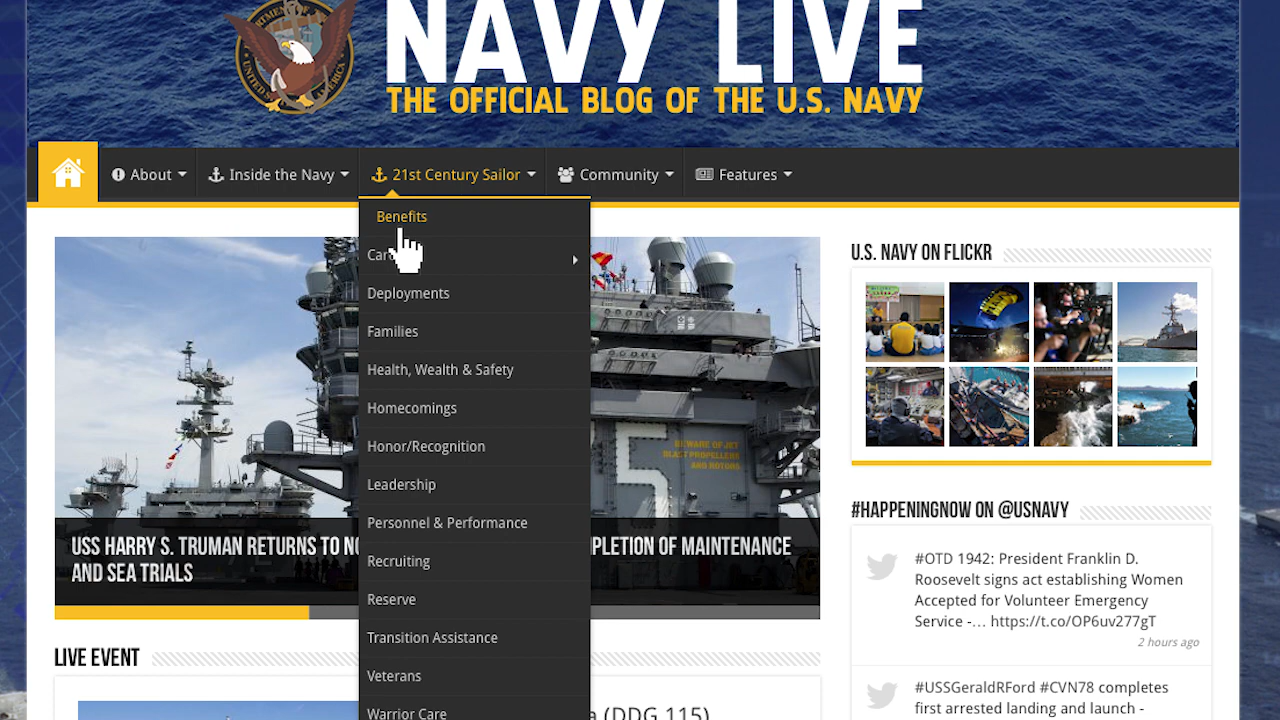 NAVY LIVE
THE OFFICIAL BLOG OF THE U.S. NAVY
About
Inside the Navy
21st Century Sailor
Community
Features
Benefits
Deployments
Families
Health, Wealth & Safety
Homecomings
Honor/Recognition
Leadership
Personnel & Performance
Recruiting
Reserve
Transition Assistance
Veterans
Warrior Care
5
BEWARE OF JET
BLAST PROPELLERS
AND ROTORS
USS HARRY S. TRUMAN RETURNS TO OF MAINTENANCE
AND SEA TRIALS
LIVE EVENT
(DDG 115)
U.S. NAVY ON FLICKR
#HAPPENINGNOW ON @USNAVY
#OTD 1942: President Franklin D.
Roosevelt signs act establishing Women
Accepted for Volunteer Emergency
Service -... https://t.co/OP6uv277gT
2 hours ago
#USSGeraldRFord #CVN78 completes
first arrested landing and launch -